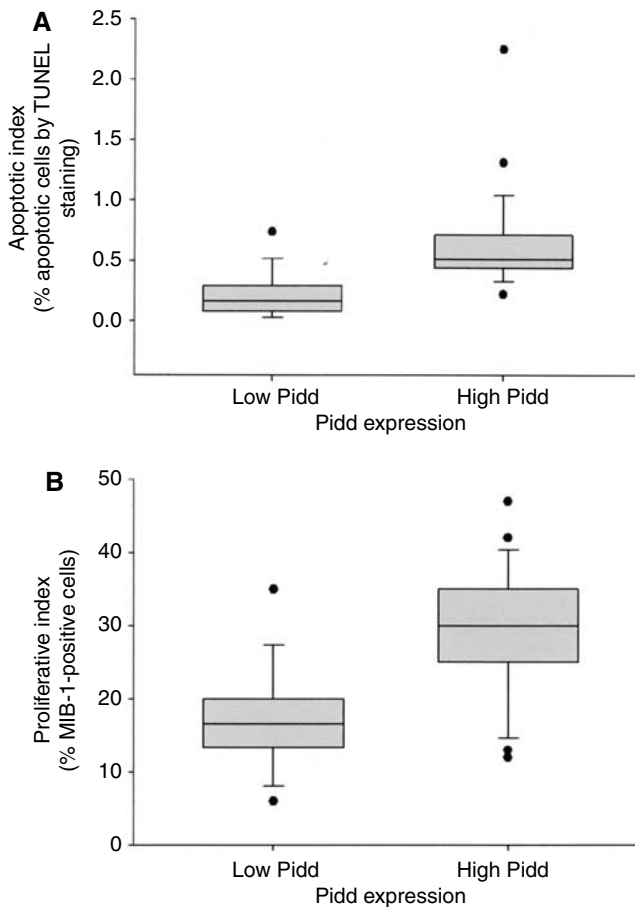 A
Apoptotic index
(% apoptotic cells by TUNEL
staining)
2.5
2.0
1.5
1.0
0.5
0.0
Low Pidd
High Pidd
Pidd expression
B
Proliferative index
(% MIB-1-positive cells)
50
40
30
20
10
0
Low Pidd
High Pidd
Pidd expression